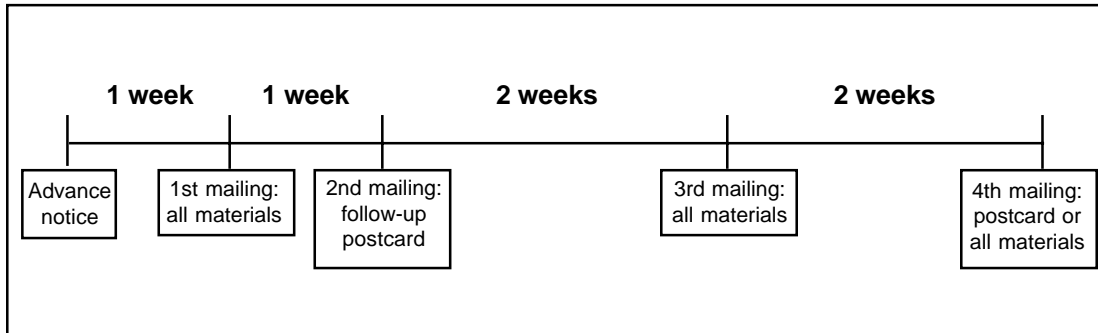 1 week
1 week
2 weeks
2 weeks
Advance
notice
1st mailing:
all materials
2nd mailing:
follow-up
postcard
3rd mailing:
all materials
4th mailing:
postcard or
all materials